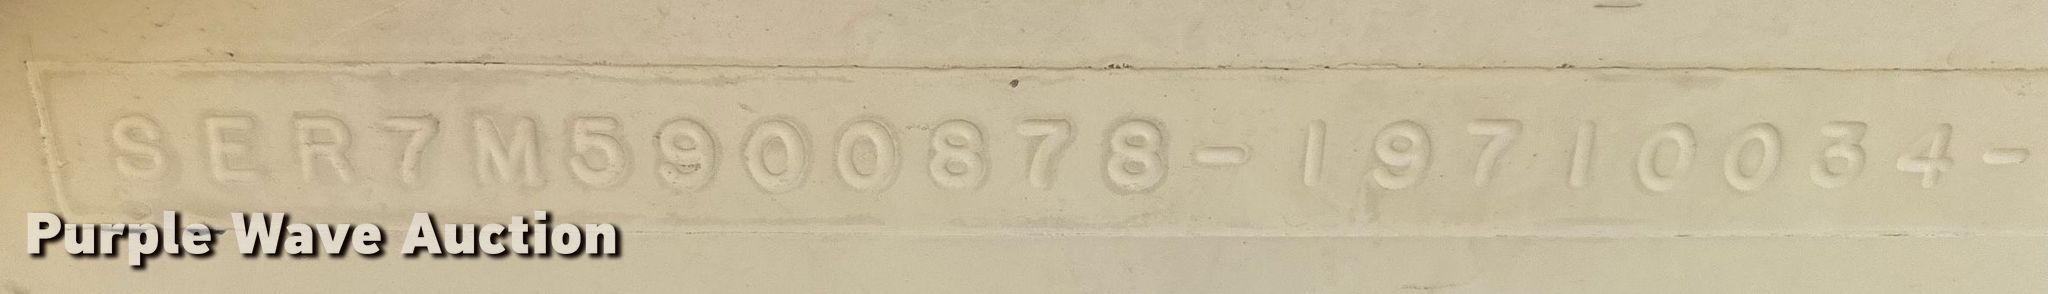 SER7M5900878-19710034-
Purple Wave Auction